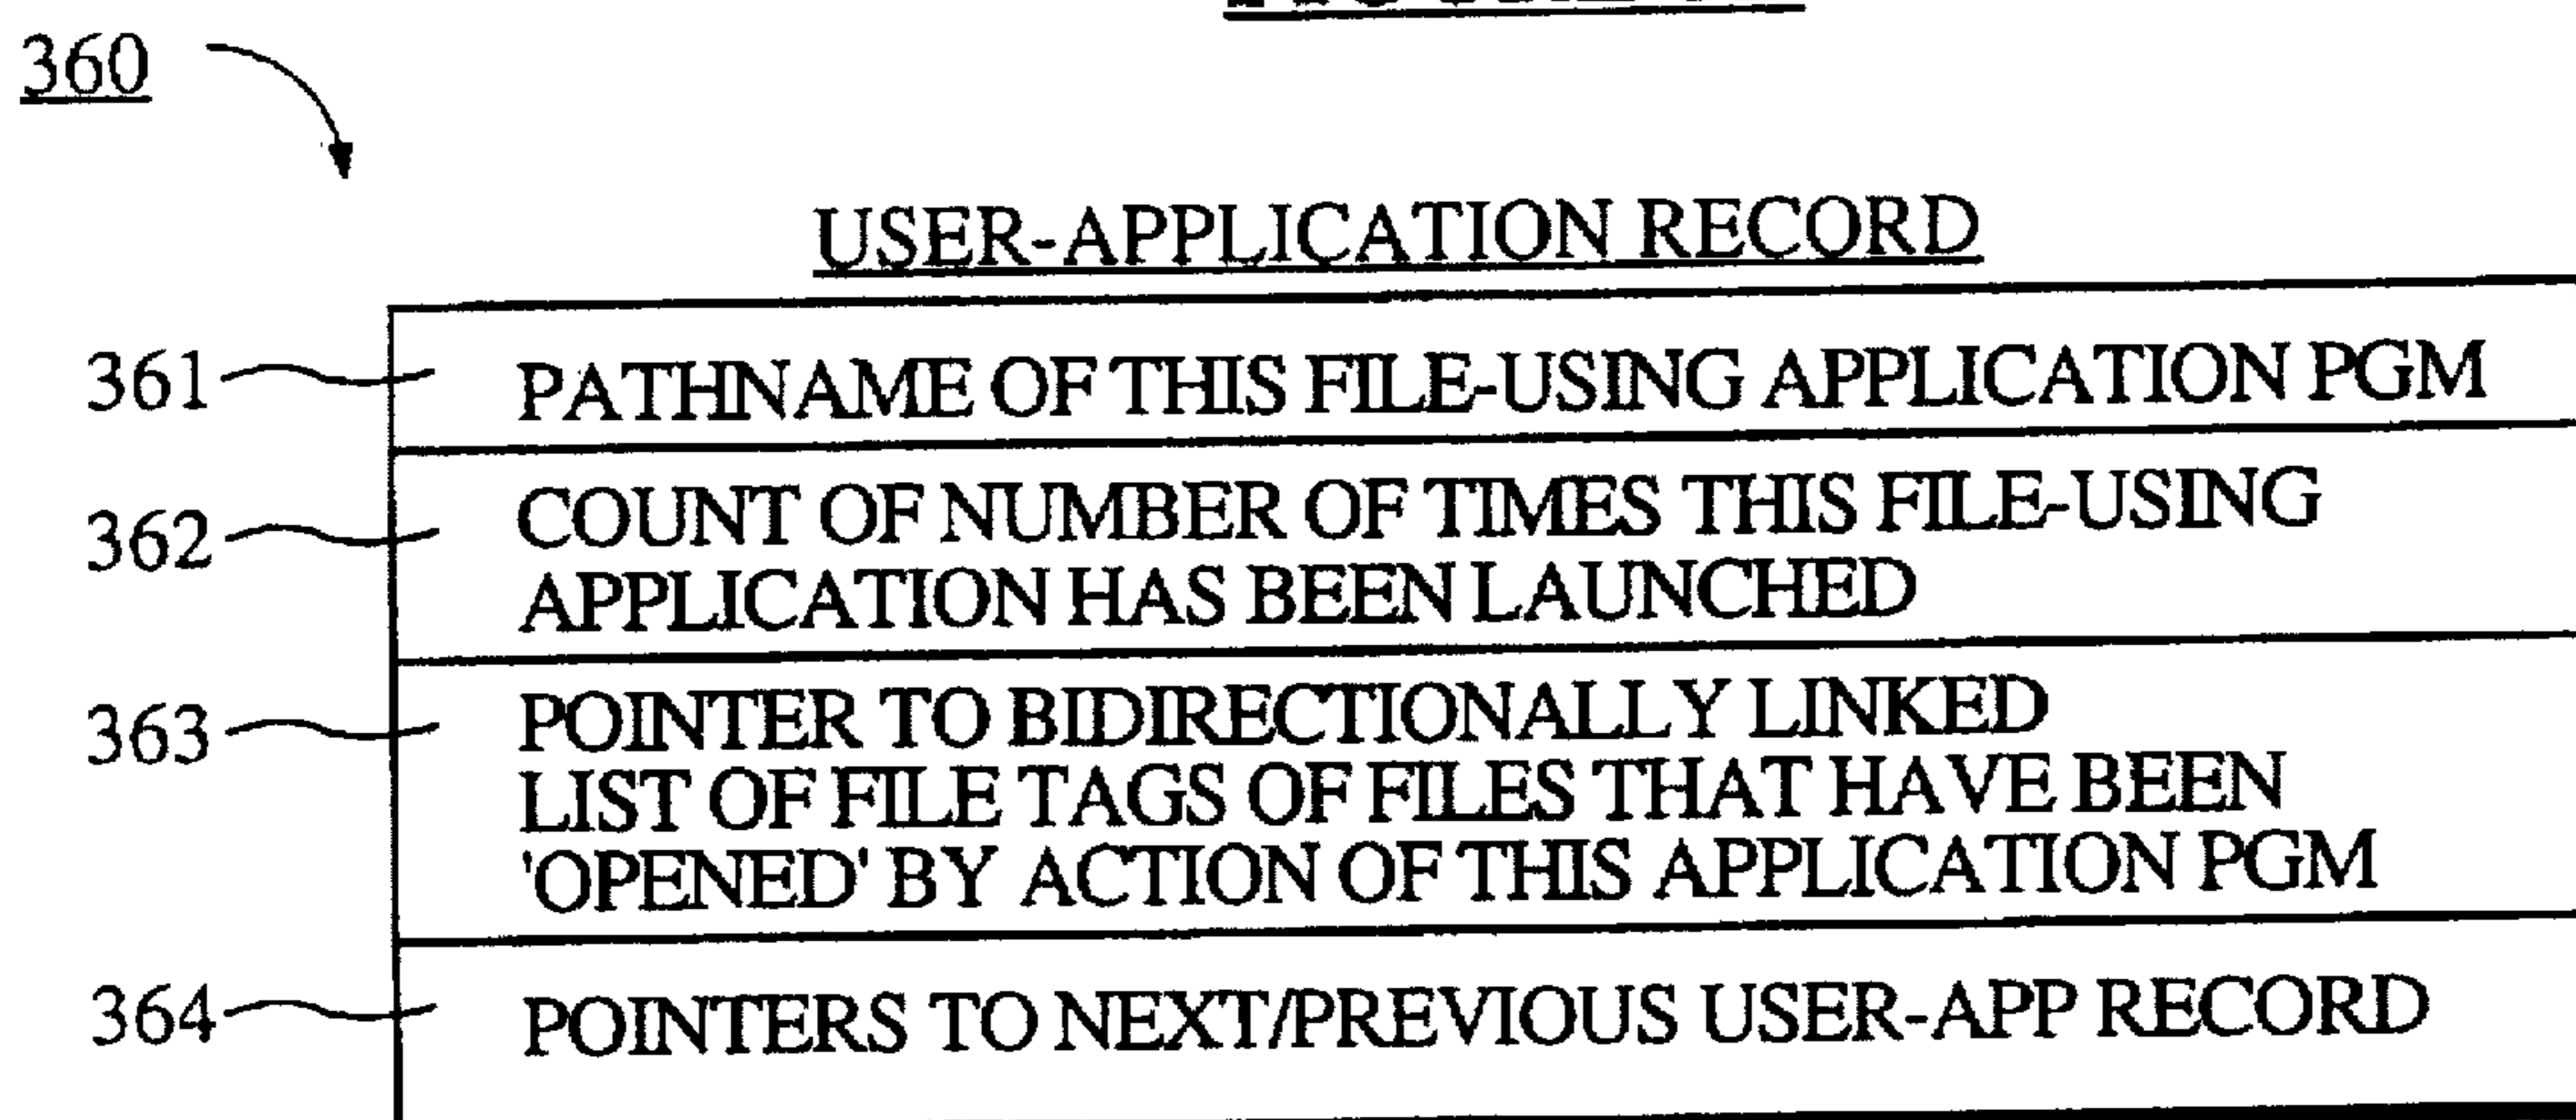 360
USER-APPLICATION RECORD
361 PATHNAME OF THIS FILE-USING APPLICATION PGM
362 COUNT OF NUMBER OF TIMES THIS FILE-USING
APPLICATION HAS BEEN LAUNCHED
363 POINTER TO BIDIRECTIONALLY LINKED
LIST OF FILE TAGS OF FILES THAT HAVE BEEN
'OPENED' BY ACTION OF THIS APPLICATION PGM
364 POINTERS TO NEXT/PREVIOUS USER-APP RECORD